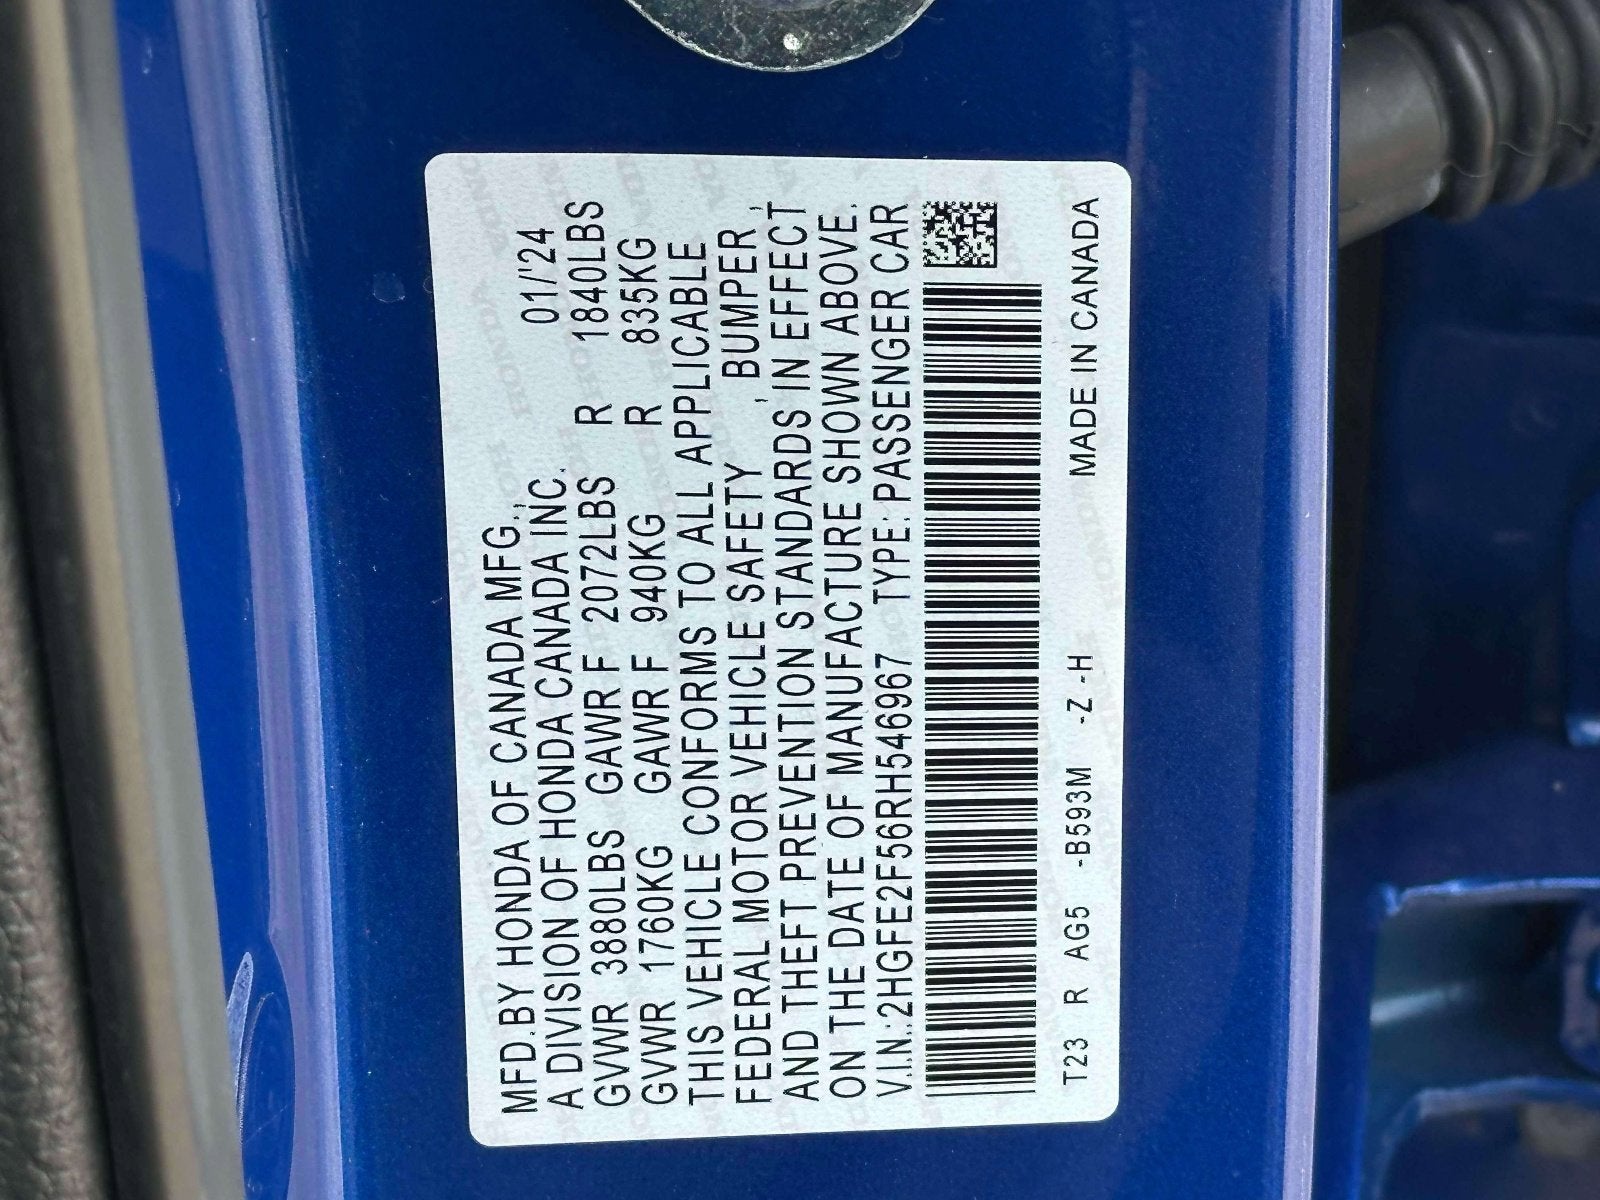 MFD.BY HONDA OF CANADA MFG.,
A DIVISION OF HONDA CANADA INC. 01/'24
GVWR 3880LBS GAWR F 2072LBS R 1840LBS
GVWR 1760KG GAWR F 940KG R 835KG
THIS VEHICLE CONFORMS TO ALL APPLICABLE
FEDERAL MOTOR VEHICLE SAFETY , BUMPER ,
AND THEFT PREVENTION STANDARDS IN EFFECT
ON THE DATE OF MANUFACTURE SHOWN ABOVE.
V.I.N.:2HGFE2F56RH546967 TYPE: PASSENGER CAR
T23 R AG5 -B593M -Z -H MADE IN CANADA